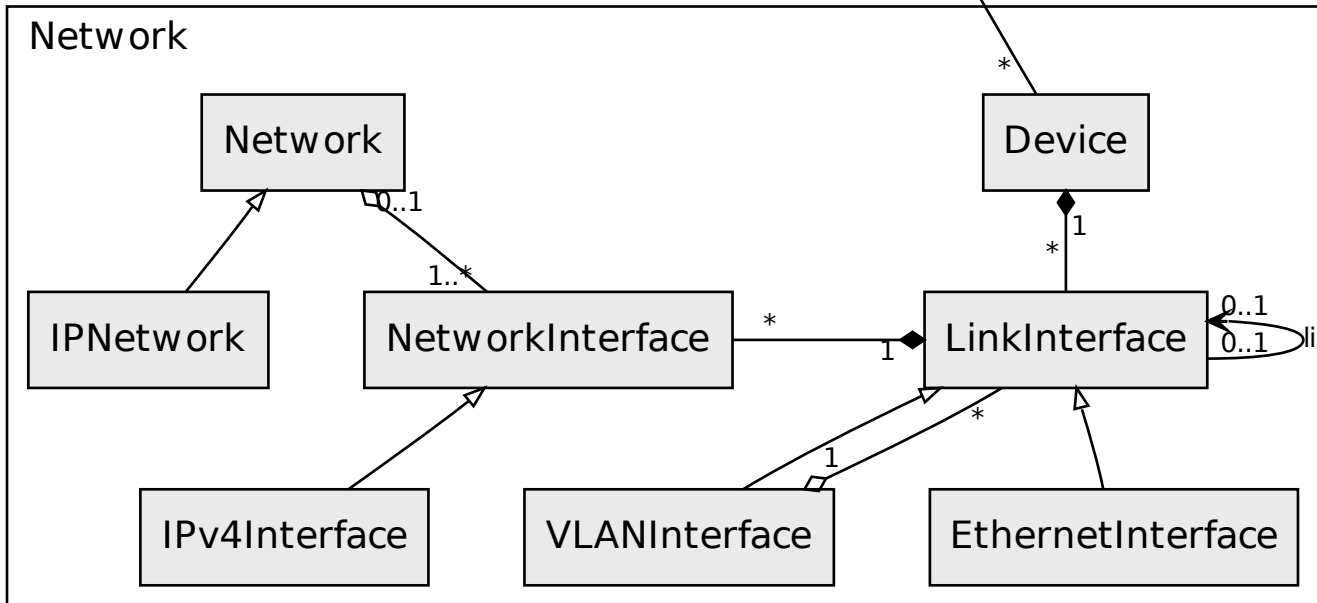 Network
*
Network
Device
0..1
1
*
1..*
0..1
IPNetwork
NetworkInterface
*
1
LinkInterface
0..1
li
*
1
IPv4Interface
VLANInterface
EthernetInterface